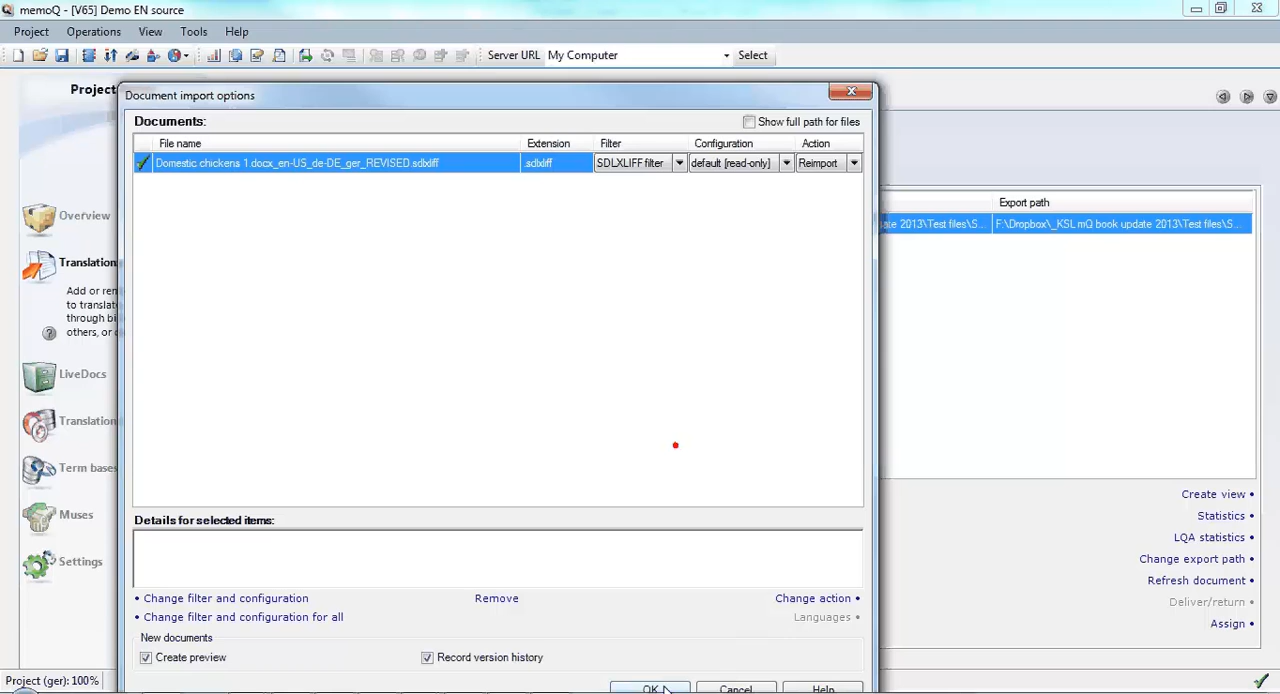 memoQ - [V65] Demo EN source
Project Operations View Tools Help
Server URL My Computer Select
Project
Document import options
Documents: Show full path for files
File name Extension Filter Configuration Action
Domestic chickens 1.docx_en-US_de-DE_ger_REVISED.sdlxliff .sdlxliff SDLXLIFF filter default [read-only] Reimport
Export path
ate 2013\Test files\S... F:\Dropbox\_KSL mQ book update 2013\Test files\S...
Overview
Translation
Add or rem
to translate
through bi
others, or c
LiveDocs
Translation
Term bases
Muses
Settings
Details for selected items:
Change filter and configuration Remove Change action
Change filter and configuration for all Languages
New documents
Create preview Record version history
OK Cancel Help
Create view
Statistics
LQA statistics
Change export path
Refresh document
Deliver/return
Assign
Project (ger): 100%